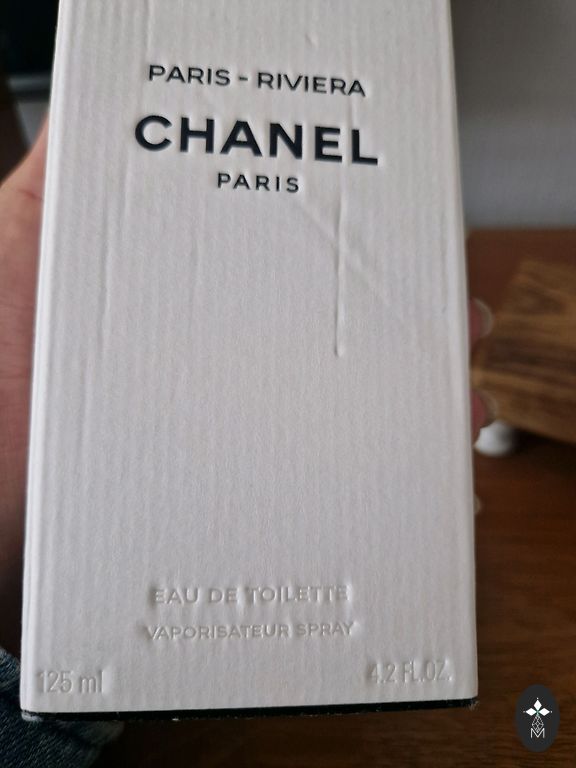 PARIS - RIVIERA
CHANEL
PARIS
EAU DE TOILETTE
VAPORISATEUR SPRAY
125 ml
4.2 FL.OZ.
M